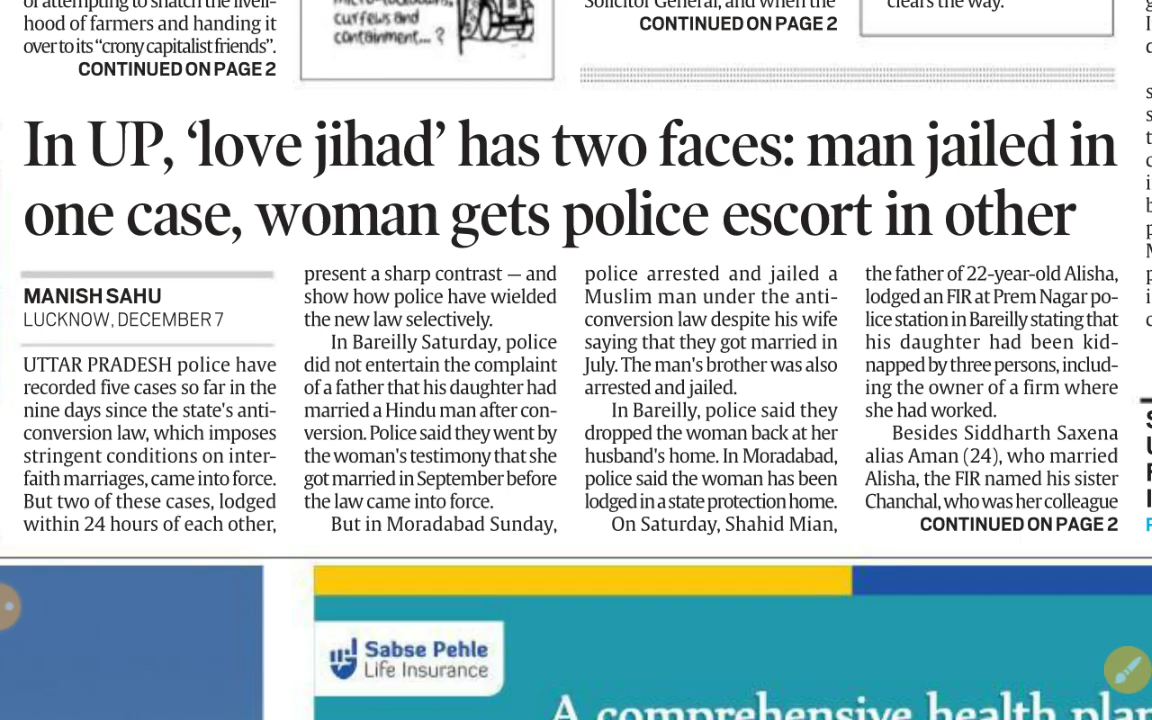 of attempting to snatch the liveli-
hood of farmers and handing it
over to its “crony capitalist friends”.
CONTINUED ON PAGE 2
curfews and
containment... ?
Solicitor General, and when the
CONTINUED ON PAGE 2
clears the way.
In UP, ‘love jihad’ has two faces: man jailed in
one case, woman gets police escort in other
MANISH SAHU
LUCKNOW, DECEMBER 7
UTTAR PRADESH police have
recorded five cases so far in the
nine days since the state's anti-
conversion law, which imposes
stringent conditions on inter-
faith marriages, came into force.
But two of these cases, lodged
within 24 hours of each other,
present a sharp contrast — and
show how police have wielded
the new law selectively.
In Bareilly Saturday, police
did not entertain the complaint
of a father that his daughter had
married a Hindu man after con-
version. Police said they went by
the woman's testimony that she
got married in September before
the law came into force.
But in Moradabad Sunday,
police arrested and jailed a
Muslim man under the anti-
conversion law despite his wife
saying that they got married in
July. The man's brother was also
arrested and jailed.
In Bareilly, police said they
dropped the woman back at her
husband's home. In Moradabad,
police said the woman has been
lodged in a state protection home.
On Saturday, Shahid Mian,
the father of 22-year-old Alisha,
lodged an FIR at Prem Nagar po-
lice station in Bareilly stating that
his daughter had been kid-
napped by three persons, includ-
ing the owner of a firm where
she had worked.
Besides Siddharth Saxena
alias Aman (24), who married
Alisha, the FIR named his sister
Chanchal, who was her colleague
CONTINUED ON PAGE 2
Sabse Pehle
Life Insurance
A comprehensive health plan